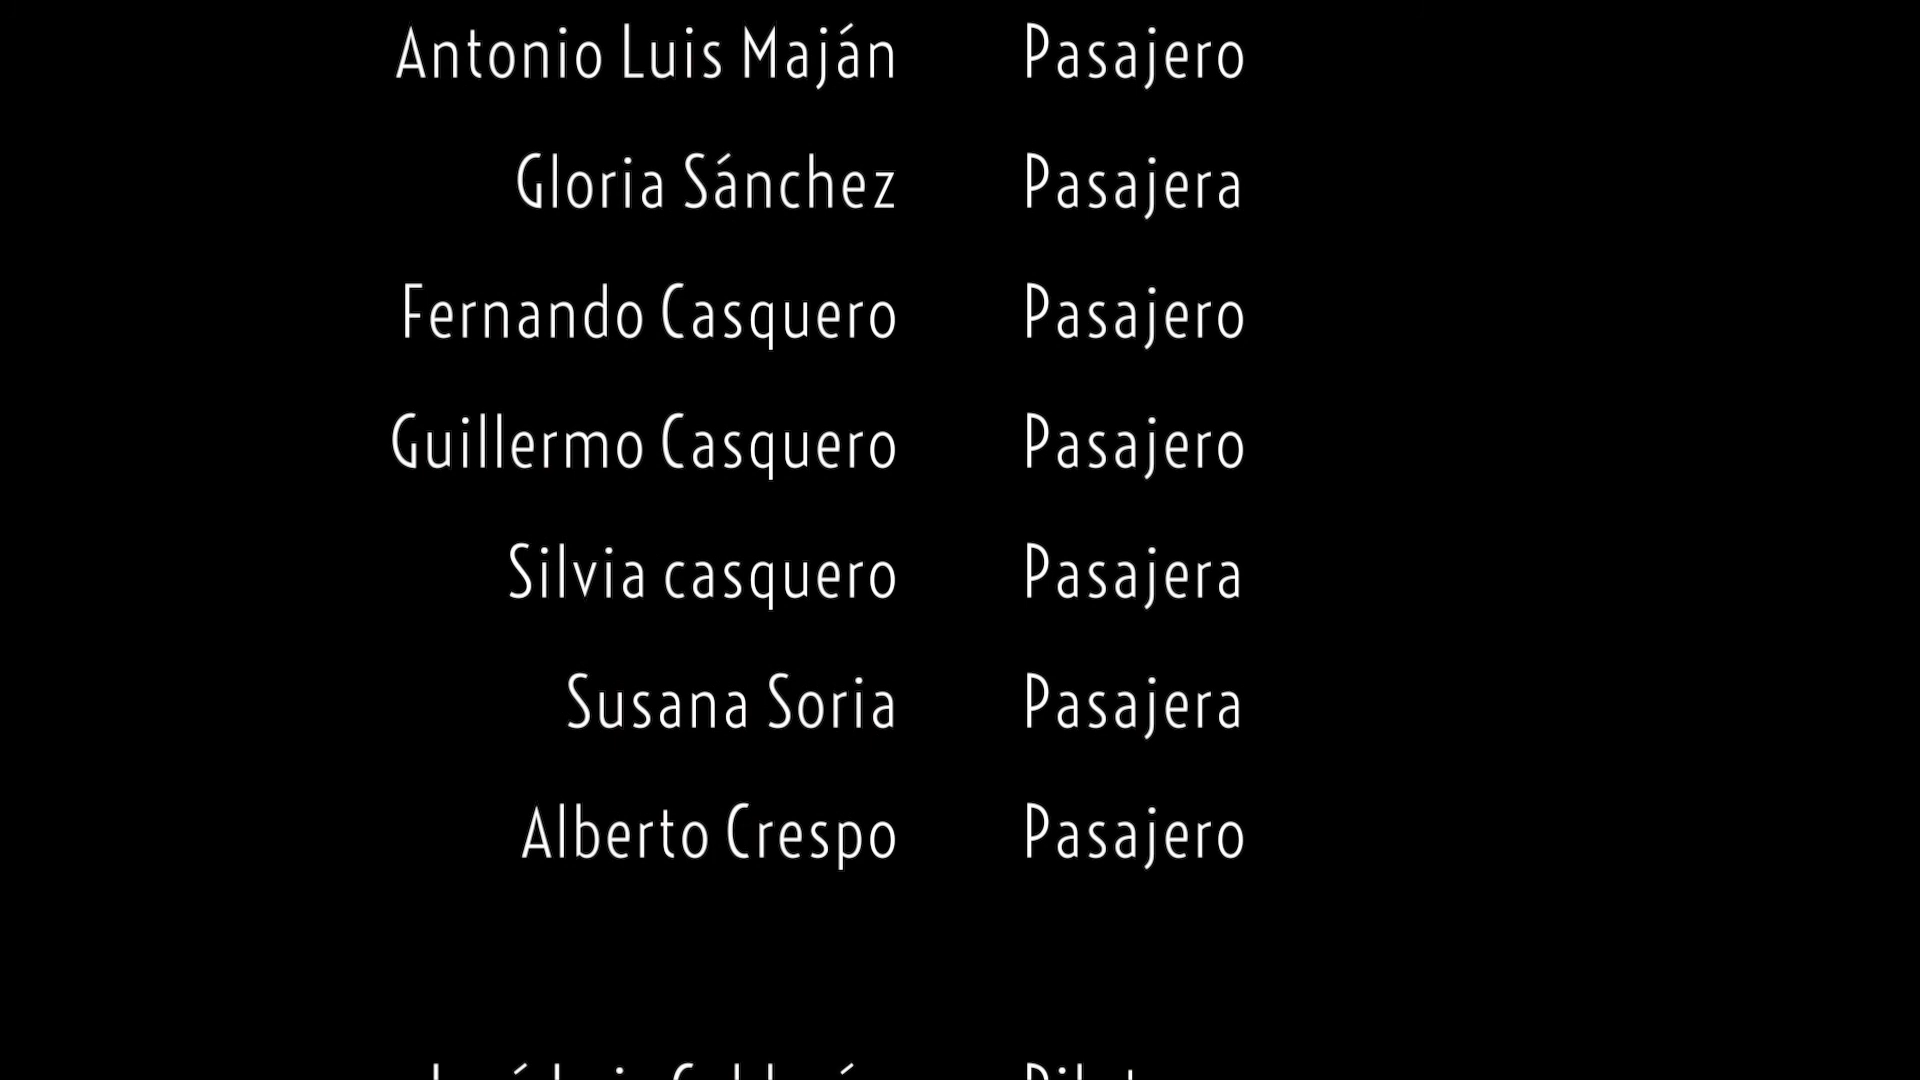 Antonio Luis Maján Pasajero
Gloria Sánchez Pasajera
Fernando Casquero Pasajero
Guillermo Casquero Pasajero
Silvia casquero Pasajera
Susana Soria Pasajera
Alberto Crespo Pasajero